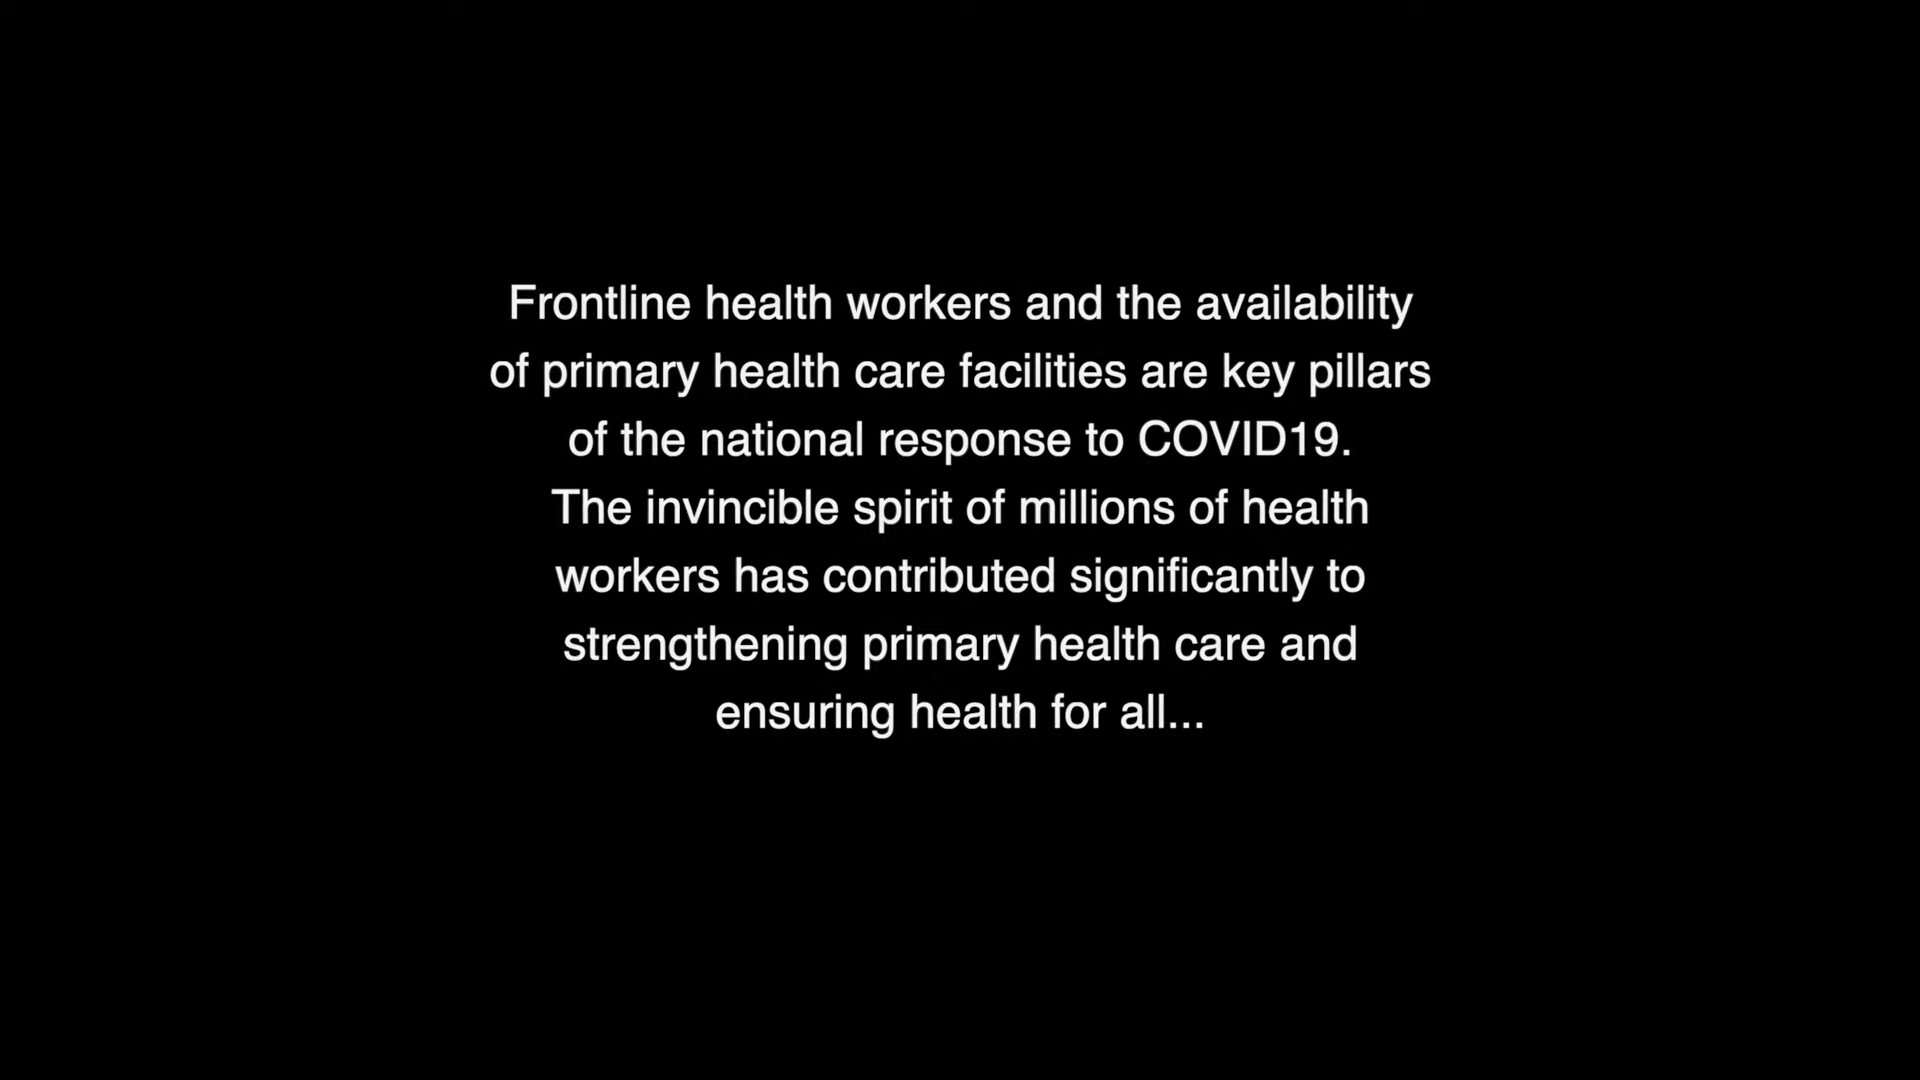 Frontline health workers and the availability
of primary health care facilities are key pillars
of the national response to COVID19.
The invincible spirit of millions of health
workers has contributed significantly to
strengthening primary health care and
ensuring health for all...